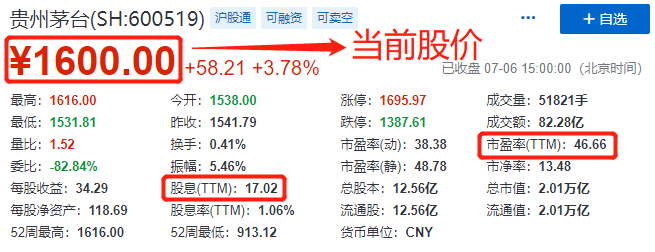 贵州茅台(SH:600519) 沪股通 可融资 可卖空 ... + 自选
¥1600.00 +58.21 +3.78% 当前股价 已收盘 07-06 15:00:00 (北京时间)
最高：1616.00 今开：1538.00 涨停：1695.97 成交量：51821手
最低：1531.81 昨收：1541.79 跌停：1387.61 成交额：82.28亿
量比：1.52 换手：0.41% 市盈率(动)：38.38 市盈率(TTM)：46.66
委比：-82.84% 振幅：5.46% 市盈率(静)：48.78 市净率：13.48
每股收益：34.29 股息(TTM)：17.02 总股本：12.56亿 总市值：2.01万亿
每股净资产：118.69 股息率(TTM)：1.06% 流通股：12.56亿 流通值：2.01万亿
52周最高：1616.00 52周最低：913.12 货币单位：CNY